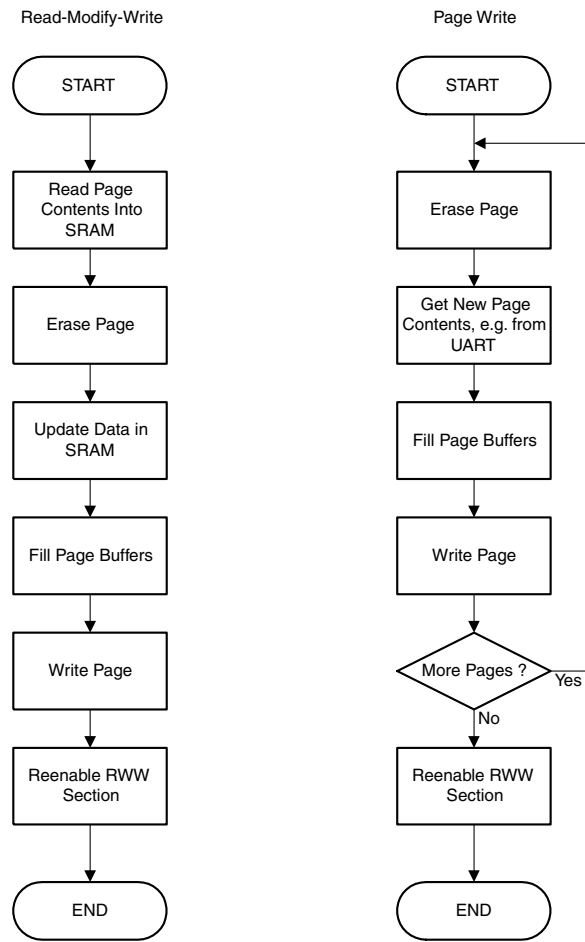 Read-Modify-Write
START
Read Page
Contents Into
SRAM
Erase Page
Update Data in
SRAM
Fill Page Buffers
Write Page
Reenable RWW
Section
END
Page Write
START
Erase Page
Get New Page
Contents, e.g. from
UART
Fill Page Buffers
Write Page
More Pages ?
Yes
No
Reenable RWW
Section
END